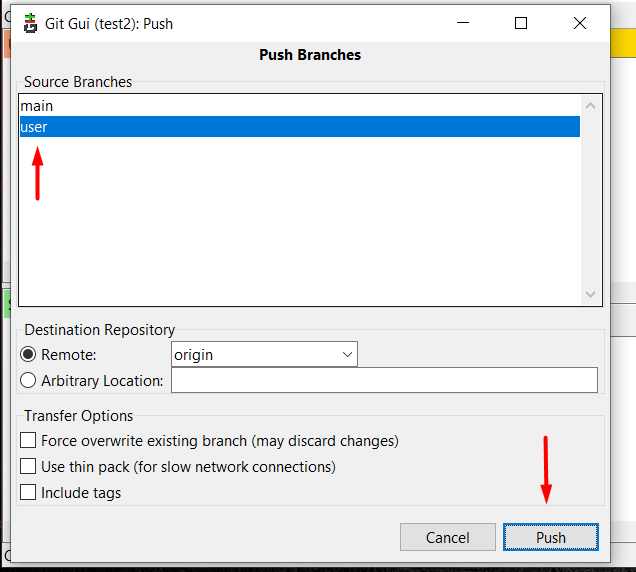 Git Gui (test2): Push
Push Branches
Source Branches
main
user
Destination Repository
Remote: origin
Arbitrary Location:
Transfer Options
Force overwrite existing branch (may discard changes)
Use thin pack (for slow network connections)
Include tags
Cancel Push